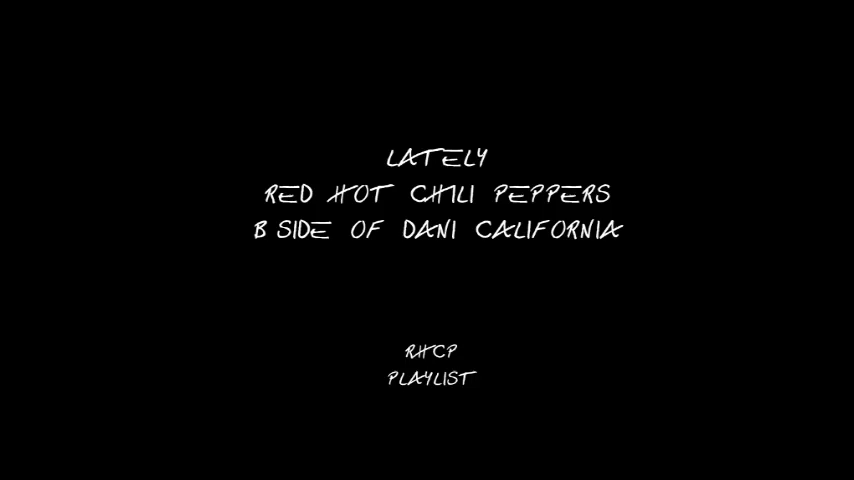 LATELY
RED HOT CHILI PEPPERS
B SIDE OF DANI CALIFORNIA
RHCP
PLAYLIST